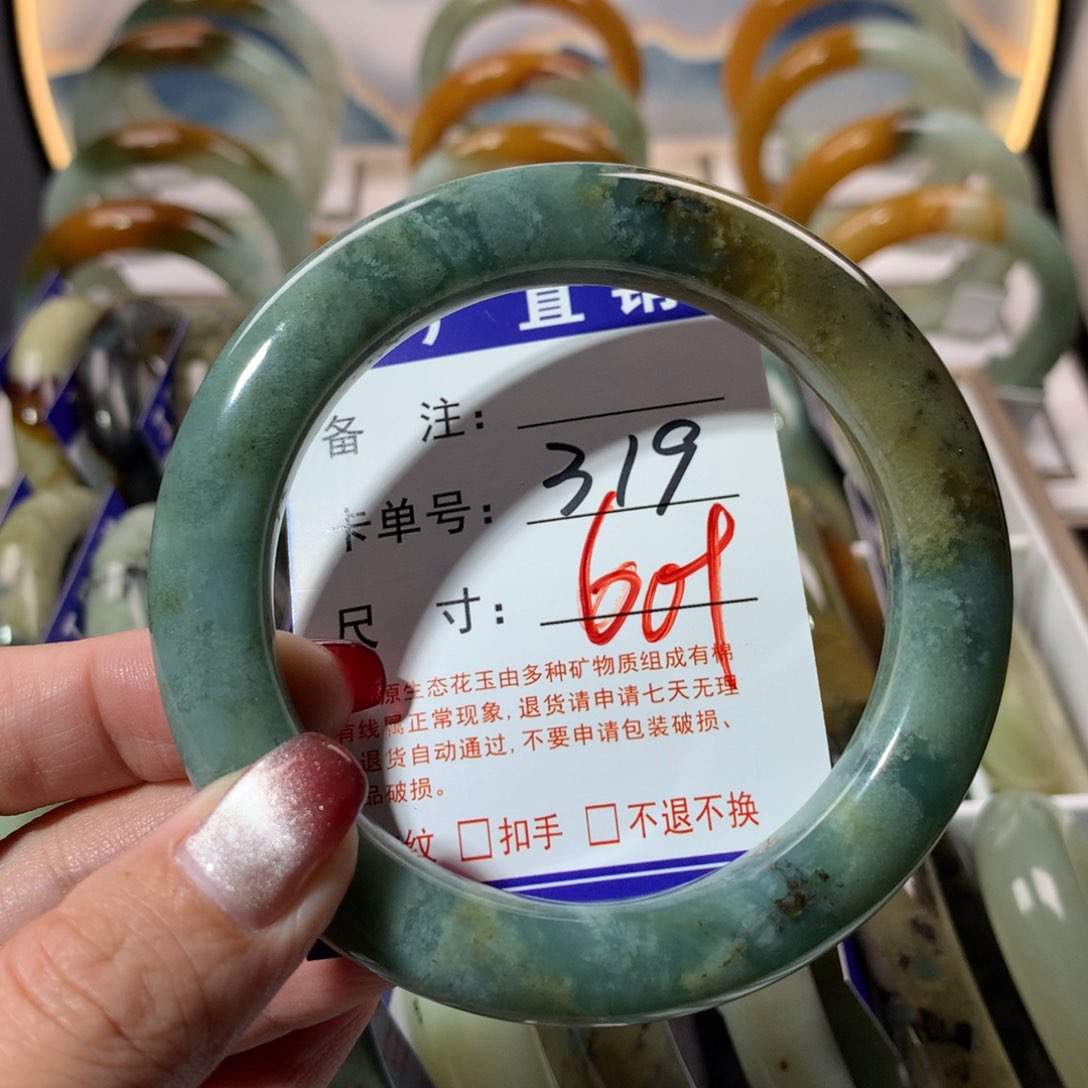 厂直销
备 注:
卡单号: 319
尺 寸: 609
原生态花玉由多种矿物质组成有棉
有线属正常现象, 退货请申请七天无理
退货自动通过, 不要申请包装破损、
品破损。
纹 □扣手 □不退不换